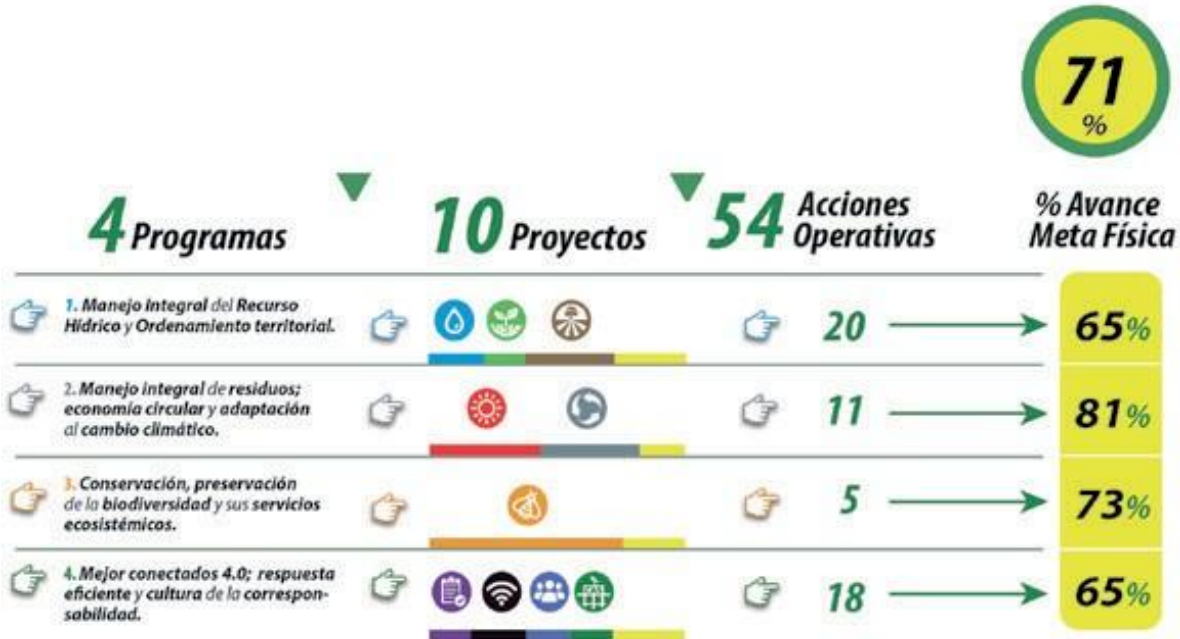 71
%
4 Programas
10 Proyectos
54 Acciones
Operativas
% Avance
Meta Física
1. Manejo Integral del Recurso
Hídrico y Ordenamiento territorial.
20
65%
2. Manejo integral de residuos;
economía circular y adaptación
al cambio climático.
11
81%
3. Conservación, preservación
de la biodiversidad y sus servicios
ecosistémicos.
5
73%
4. Mejor conectados 4.0; respuesta
eficiente y cultura de la correspon-
sabilidad.
18
65%